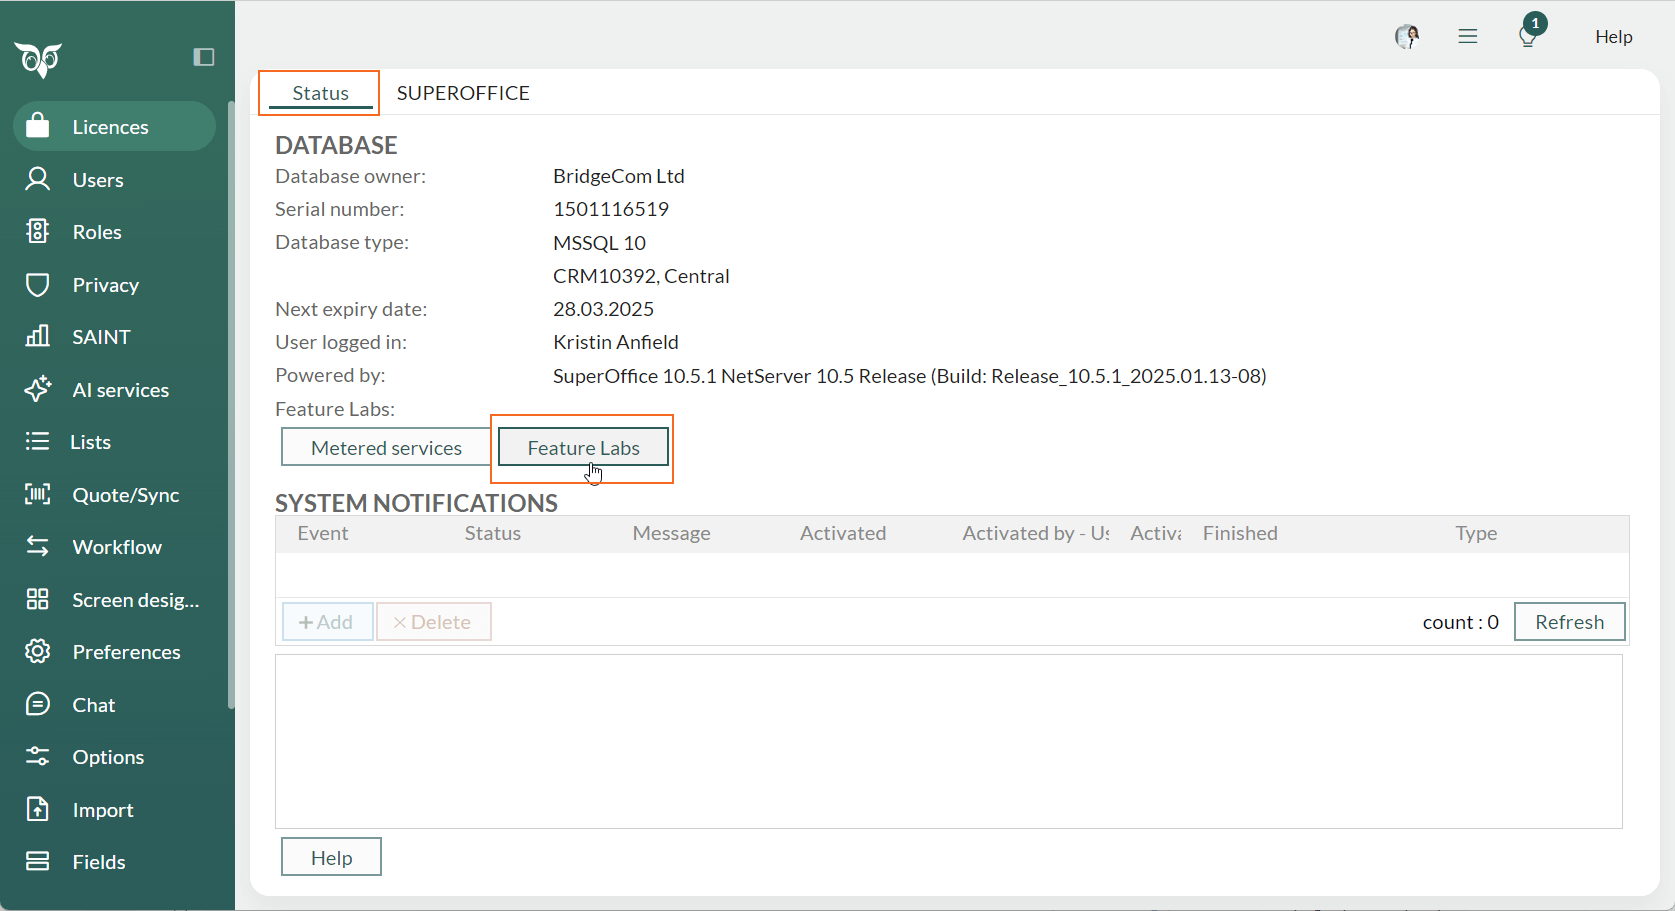 1
Help
Licences
Users
Roles
Privacy
SAINT
AI services
Lists
Quote/Sync
Workflow
Screen desig...
Preferences
Chat
Options
Import
Fields
Status SUPEROFFICE
DATABASE
Database owner: BridgeCom Ltd
Serial number: 1501116519
Database type: MSSQL 10
CRM10392, Central
Next expiry date: 28.03.2025
User logged in: Kristin Anfield
Powered by: SuperOffice 10.5.1 NetServer 10.5 Release (Build: Release_10.5.1_2025.01.13-08)
Feature Labs:
Metered services Feature Labs
SYSTEM NOTIFICATIONS
Event Status Message Activated Activated by - Us Activa Finished Type
+ Add × Delete count : 0 Refresh
Help